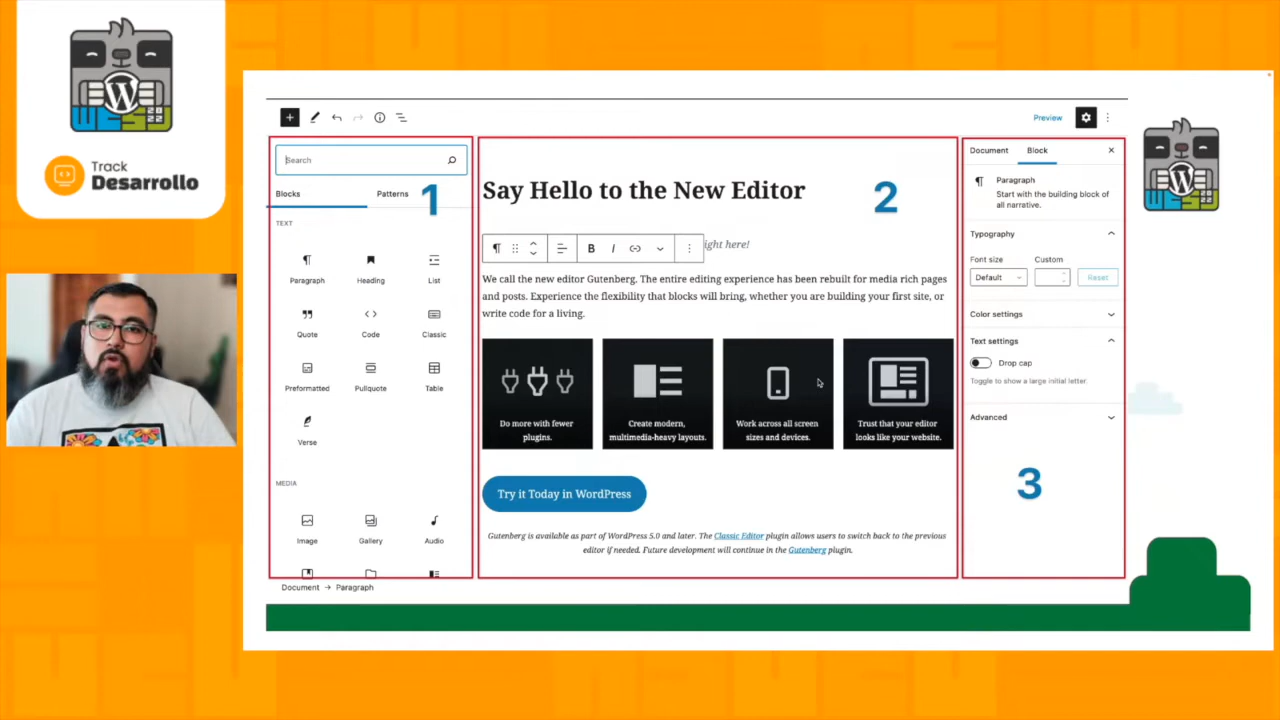 W
WES
20
22
Track
Desarrollo
Preview
Search
Blocks
Patterns
1
TEXT
Paragraph
Heading
List
Quote
Code
Classic
Preformatted
Pullquote
Table
Verse
MEDIA
Image
Gallery
Audio
Document → Paragraph
Say Hello to the New Editor
2
B I
ight here!
We call the new editor Gutenberg. The entire editing experience has been rebuilt for media rich pages
and posts. Experience the flexibility that blocks will bring, whether you are building your first site, or
write code for a living.
Do more with fewer
plugins.
Create modern,
multimedia-heavy layouts.
Work across all screen
sizes and devices.
Trust that your editor
looks like your website.
Try it Today in WordPress
Gutenberg is available as part of WordPress 5.0 and later. The Classic Editor plugin allows users to switch back to the previous
editor if needed. Future development will continue in the Gutenberg plugin.
Document
Block
Paragraph
Start with the building block of
all narrative.
Typography
Font size
Custom
Default
Reset
Color settings
Text settings
Drop cap
Toggle to show a large initial letter.
Advanced
3
W